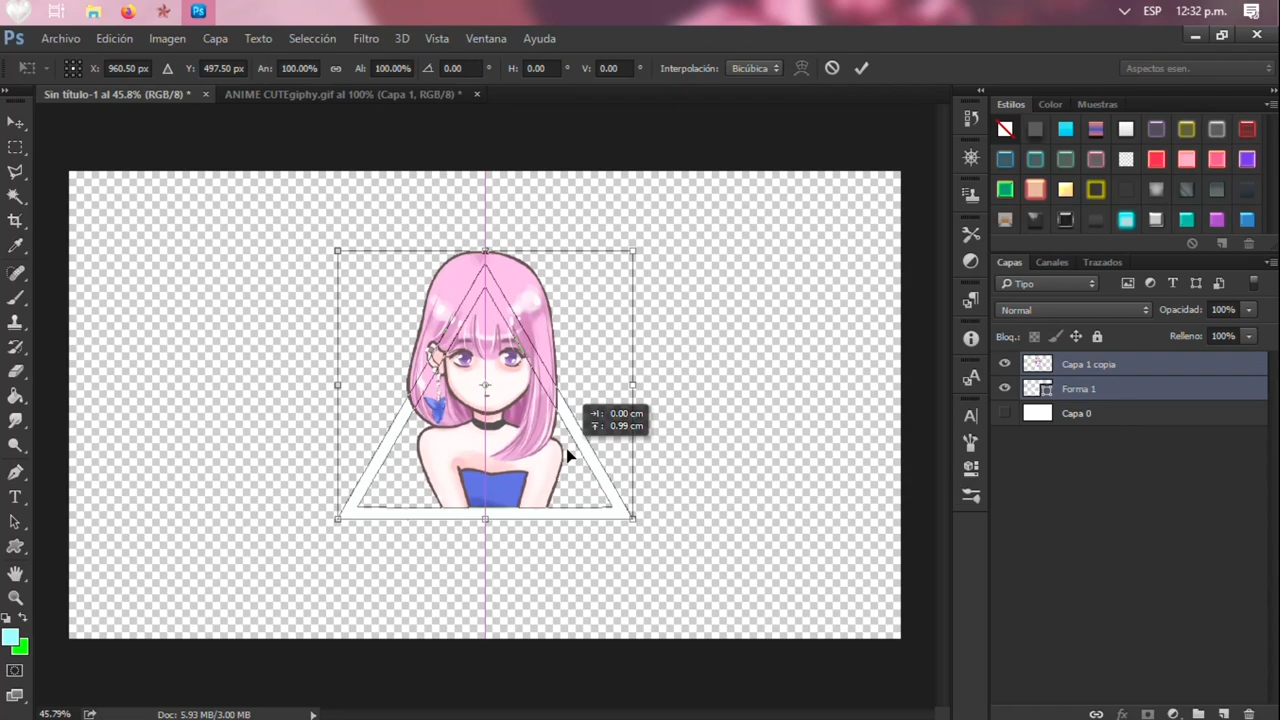 ESP 12:32 p.m.
Ps Archivo Edición Imagen Capa Texto Selección Filtro 3D Vista Ventana Ayuda
X: 960.50 px Y: 497.50 px An: 100.00% Al: 100.00% 0.00 ° H: 0.00 ° V: 0.00 ° Interpolación: Bicúbica Aspectos esen.
Sin título-1 al 45.8% (RGB/8) * × ANIME CUTEgiphy.gif al 100% (Capa 1, RGB/8) * ×
Estilos Color Muestras
Capas Canales Trazados
Tipo
Normal Opacidad: 100%
Bloq.: Relleno: 100%
Capa 1 copia
Forma 1
Capa 0
0.00 cm
0.99 cm
45.79% Doc: 5.93 MB/3.00 MB